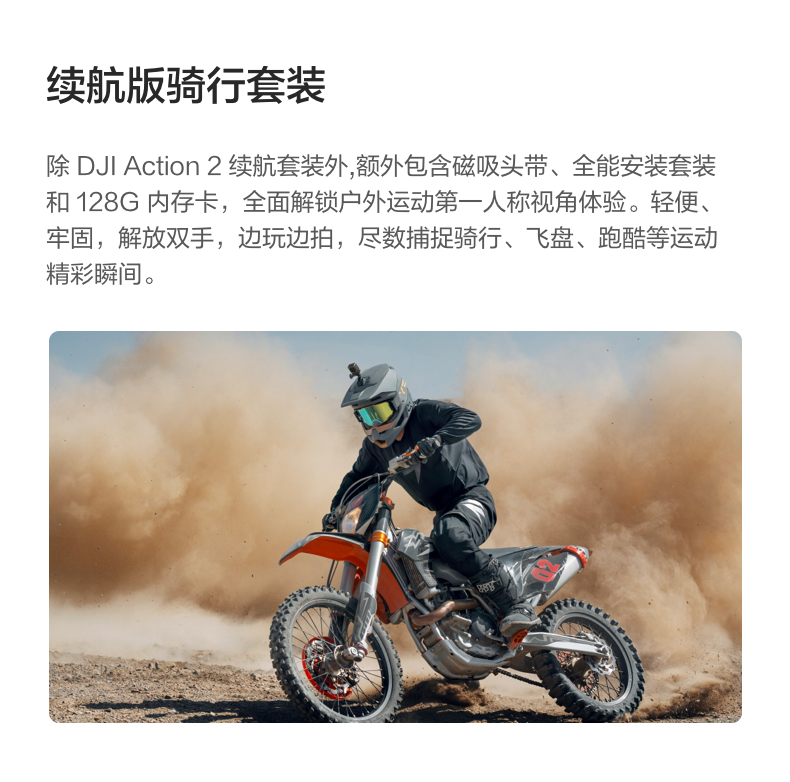 续航版骑行套装
除 DJI Action 2 续航套装外,额外包含磁吸头带、全能安装套装
和 128G 内存卡，全面解锁户外运动第一人称视角体验。轻便、
牢固，解放双手，边玩边拍，尽数捕捉骑行、飞盘、跑酷等运动
精彩瞬间。
02